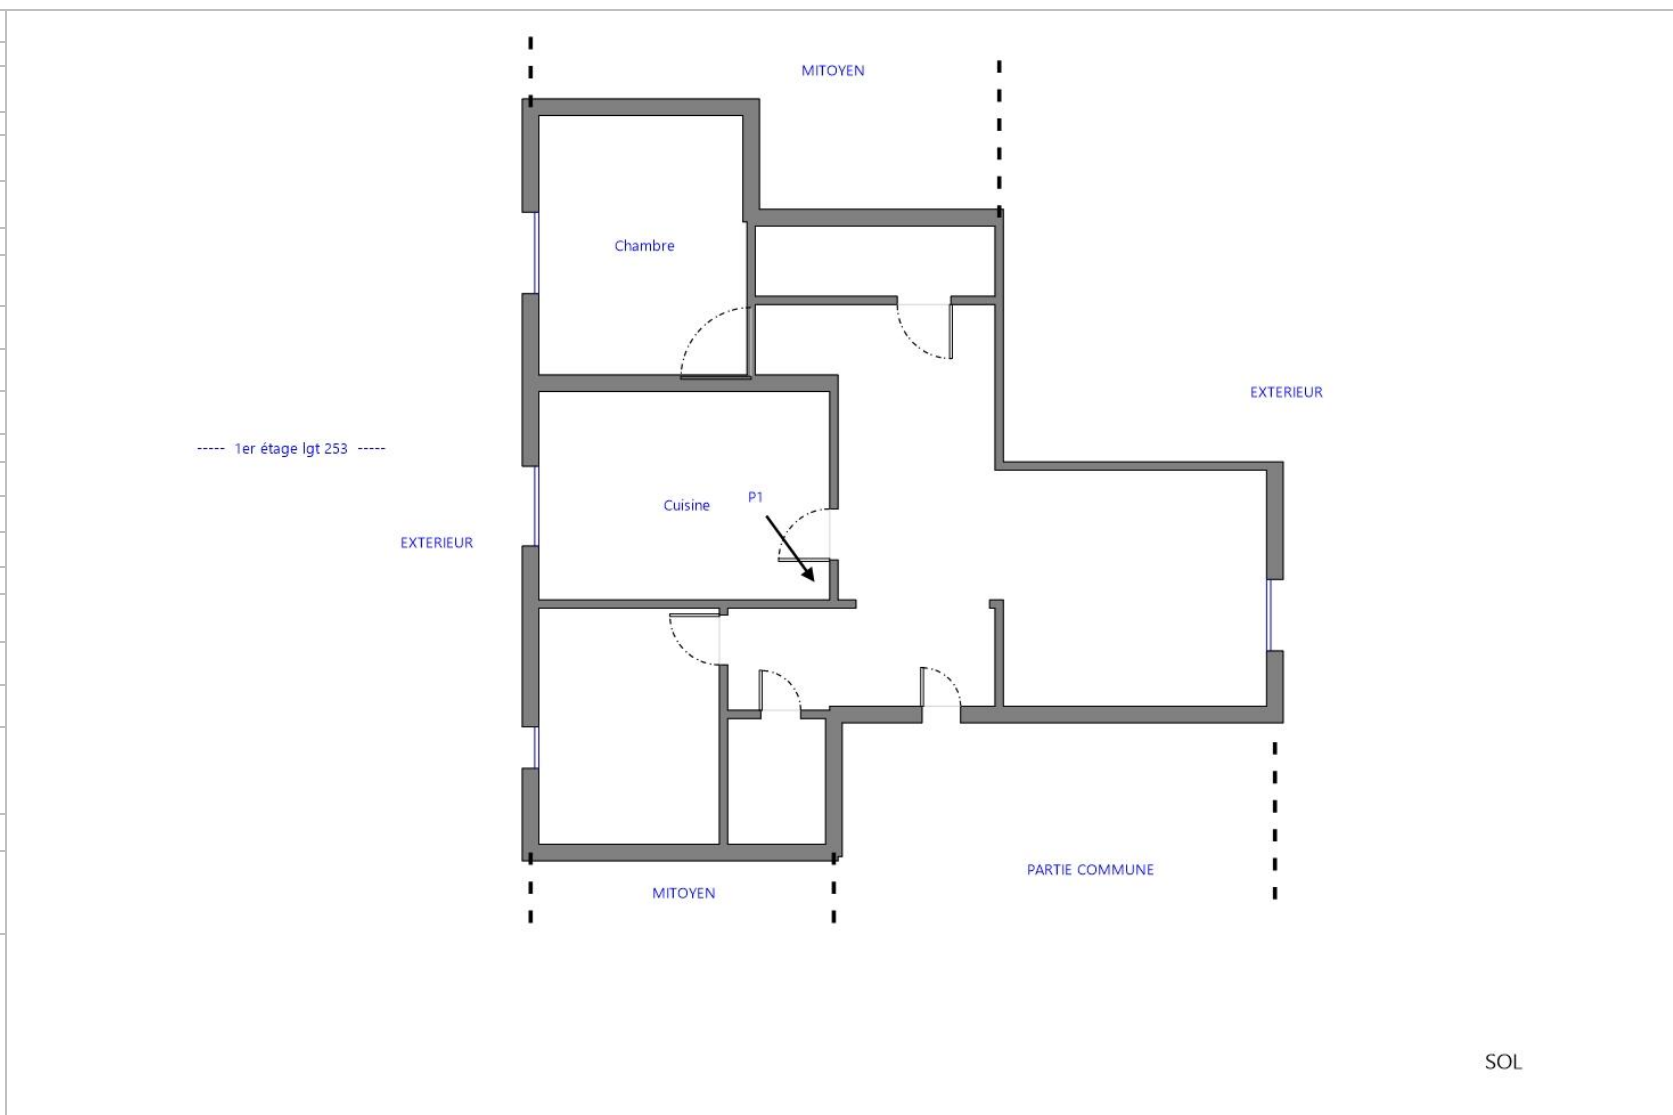 MITOYEN
Chambre
EXTERIEUR
----- 1er étage lgt 253 -----
Cuisine
P1
EXTERIEUR
PARTIE COMMUNE
MITOYEN
SOL